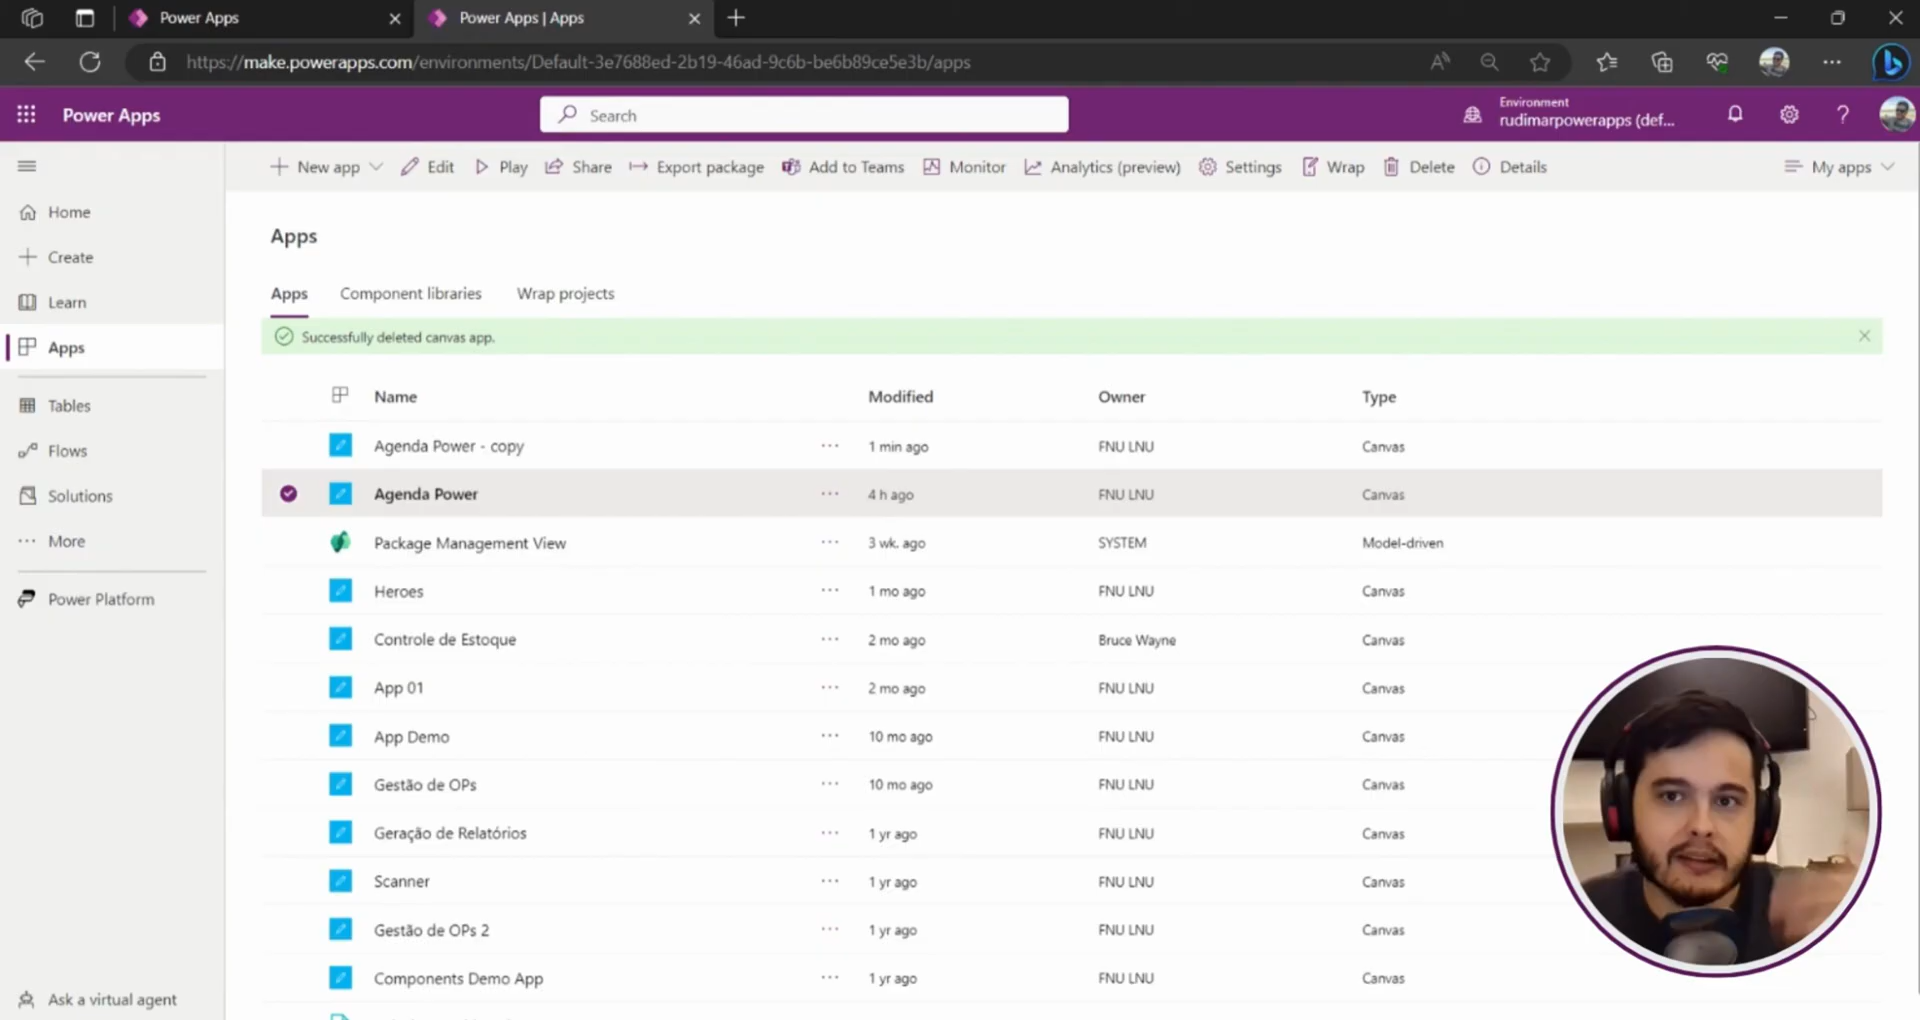 Power Apps
Power Apps | Apps
https://make.powerapps.com/environments/Default-3e7688ed-2b19-46ad-9c6b-be6b89ce5e3b/apps
Power Apps
Search
Environment
rudimarpowerapps (def...
New app
Edit
Play
Share
Export package
Add to Teams
Monitor
Analytics (preview)
Settings
Wrap
Delete
Details
My apps
Home
Create
Learn
Apps
Tables
Flows
Solutions
More
Power Platform
Ask a virtual agent
Apps
Apps Component libraries Wrap projects
Successfully deleted canvas app.
Name Modified Owner Type
Agenda Power - copy ... 1 min ago FNU LNU Canvas
Agenda Power ... 4 h ago FNU LNU Canvas
Package Management View ... 3 wk. ago SYSTEM Model-driven
Heroes ... 1 mo ago FNU LNU Canvas
Controle de Estoque ... 2 mo ago Bruce Wayne Canvas
App 01 ... 2 mo ago FNU LNU Canvas
App Demo ... 10 mo ago FNU LNU Canvas
Gestão de OPs ... 10 mo ago FNU LNU Canvas
Geração de Relatórios ... 1 yr ago FNU LNU Canvas
Scanner ... 1 yr ago FNU LNU Canvas
Gestão de OPs 2 ... 1 yr ago FNU LNU Canvas
Components Demo App ... 1 yr ago FNU LNU Canvas